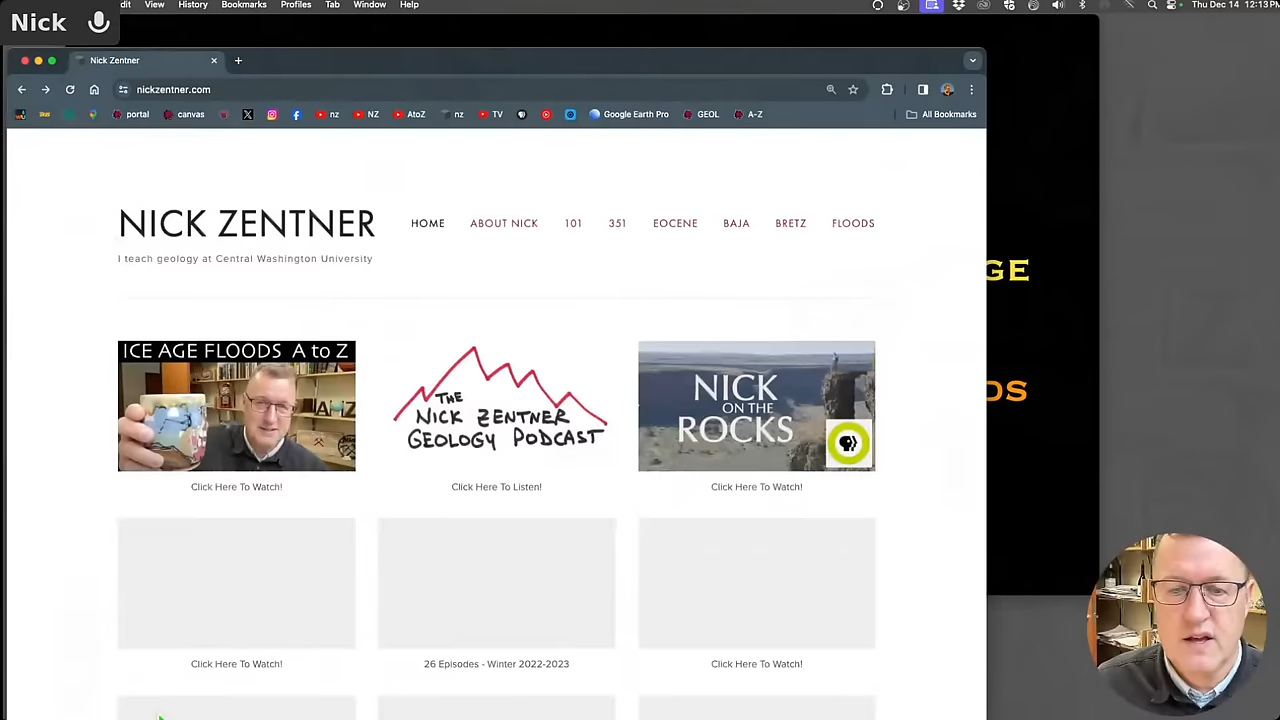 Nick
dit View History Bookmarks Profiles Tab Window Help
Thu Dec 14 12:13PM
Nick Zentner
nickzentner.com
portal canvas nz NZ AtoZ nz TV Google Earth Pro GEOL A-Z All Bookmarks
NICK ZENTNER
HOME ABOUT NICK 101 351 EOCENE BAJA BRETZ FLOODS
I teach geology at Central Washington University
GE
DS
ICE AGE FLOODS A to Z
THE
NICK ZENTNER
GEOLOGY PODCAST
NICK
ON THE
ROCKS
Click Here To Watch!
Click Here To Listen!
Click Here To Watch!
Click Here To Watch!
26 Episodes - Winter 2022-2023
Click Here To Watch!